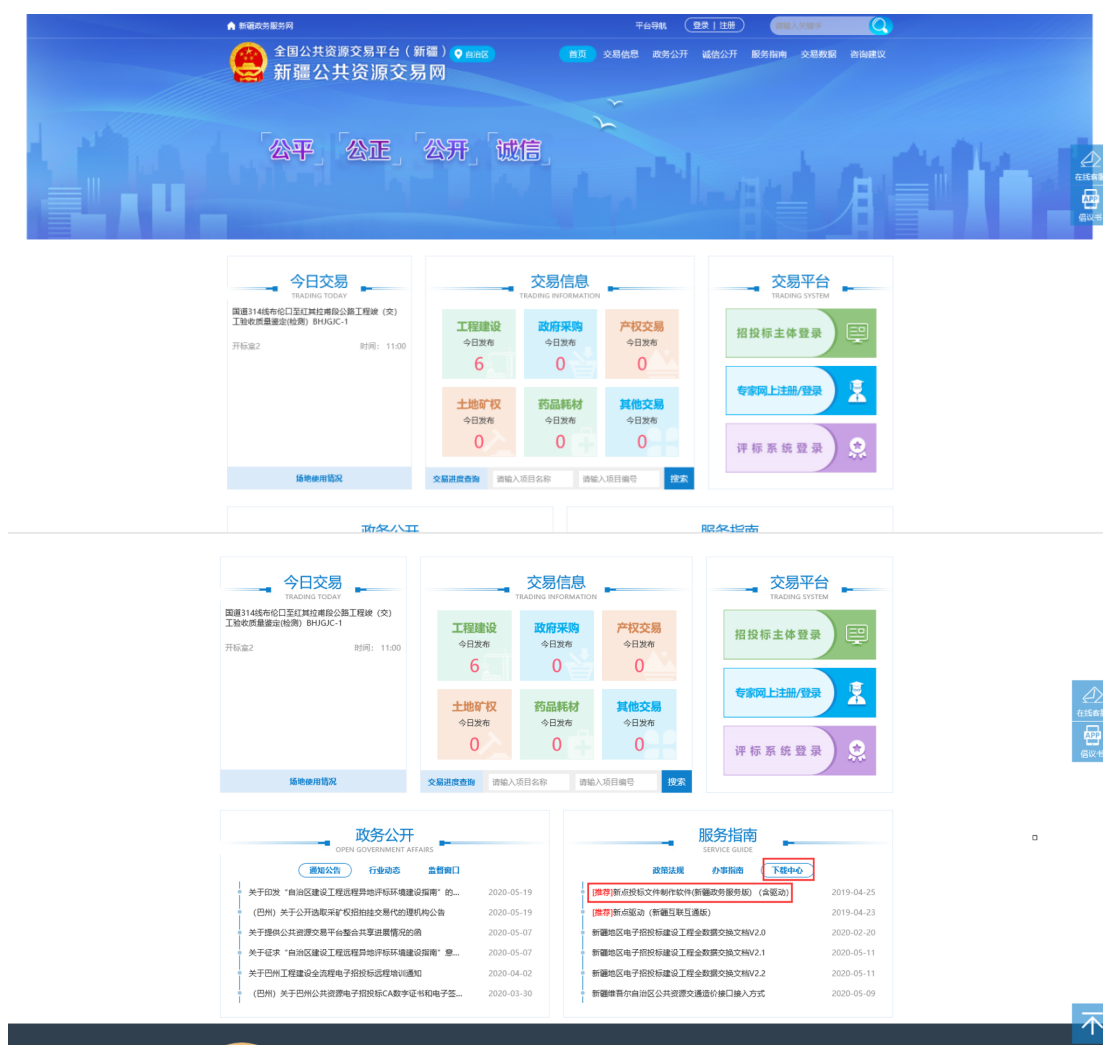 新疆政务服务网
平台导航
登录 | 注册
请输入关键字
全国公共资源交易平台（新疆）
自治区
新疆公共资源交易网
首页 交易信息 政务公开 诚信公开 服务指南 交易数据 咨询建议
「公平」「公正」「公开」「诚信」
在线客服
APP
倡议书
今日交易
TRADING TODAY
国道314线布伦口至红其拉甫段公路工程竣（交）
工验收质量鉴定(检测) BHJGJC-1
开标室2 时间： 11:00
场地使用情况
交易信息
TRADING INFORMATION
工程建设 政府采购 产权交易
今日发布 今日发布 今日发布
6 0 0
土地矿权 药品耗材 其他交易
今日发布 今日发布 今日发布
0 0 0
交易进度查询 请输入项目名称 请输入项目编号 搜索
交易平台
TRADING SYSTEM
招投标主体登录
专家网上注册/登录
评标系统登录
政务公开 服务指南
今日交易
TRADING TODAY
国道314线布伦口至红其拉甫段公路工程竣（交）
工验收质量鉴定(检测) BHJGJC-1
开标室2 时间： 11:00
场地使用情况
交易信息
TRADING INFORMATION
工程建设 政府采购 产权交易
今日发布 今日发布 今日发布
6 0 0
土地矿权 药品耗材 其他交易
今日发布 今日发布 今日发布
0 0 0
交易进度查询 请输入项目名称 请输入项目编号 搜索
交易平台
TRADING SYSTEM
招投标主体登录
专家网上注册/登录
评标系统登录
在线客服
APP
倡议书
政务公开
OPEN GOVERNMENT AFFAIRS
通知公告 行业动态 监督窗口
关于印发“自治区建设工程远程异地评标环境建设指南”的... 2020-05-19
（巴州）关于公开选取采矿权招拍挂交易代的理机构公告 2020-05-19
关于提供公共资源交易平台整合共享进展情况的函 2020-05-07
关于征求“自治区建设工程远程异地评标环境建设指南”意... 2020-05-07
关于巴州工程建设全流程电子招投标远程培训通知 2020-04-02
（巴州）关于巴州公共资源电子招投标CA数字证书和电子签... 2020-03-30
服务指南
SERVICE GUIDE
政策法规 办事指南 下载中心
[推荐]新点投标文件制作软件(新疆政务服务版)（含驱动） 2019-04-25
[推荐]新点驱动（新疆互联互通版） 2019-04-23
新疆地区电子招投标建设工程全数据交换文档V2.0 2020-02-20
新疆地区电子招投标建设工程全数据交换文档V2.1 2020-05-11
新疆地区电子招投标建设工程全数据交换文档V2.2 2020-05-11
新疆维吾尔自治区公共资源交通造价接口接入方式 2020-05-09